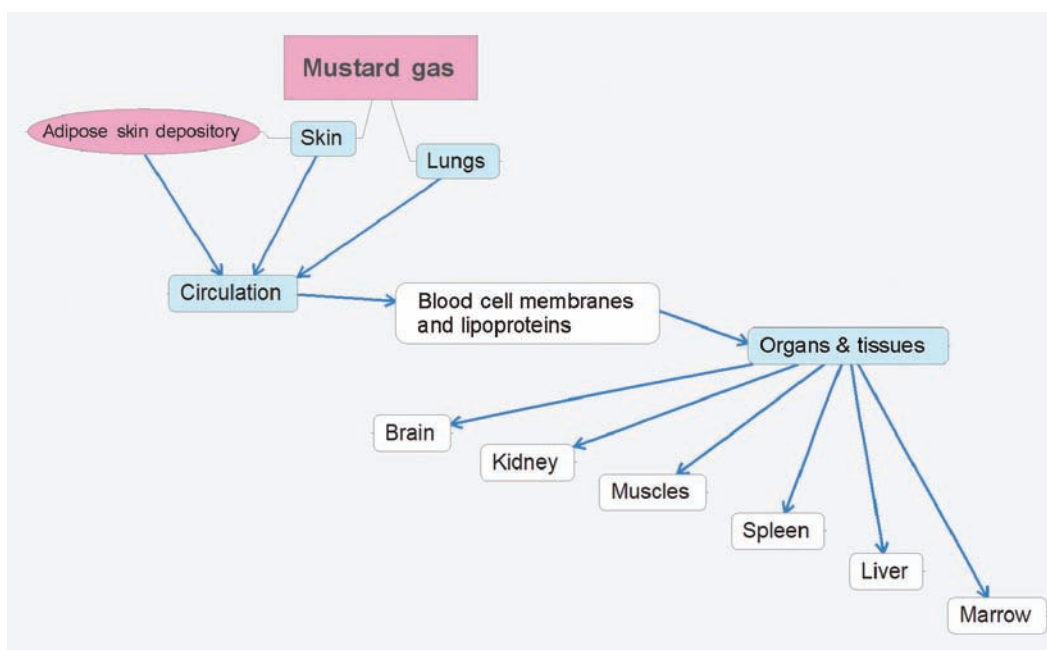 Mustard gas
Adipose skin depository
Skin
Lungs
Circulation
Blood cell membranes
and lipoproteins
Organs & tissues
Brain
Kidney
Muscles
Spleen
Liver
Marrow